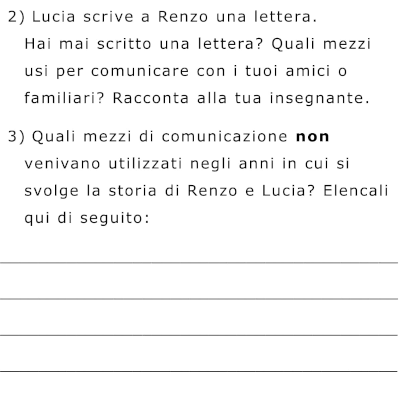 2) Lucia scrive a Renzo una lettera.
Hai mai scritto una lettera? Quali mezzi
usi per comunicare con i tuoi amici o
familiari? Racconta alla tua insegnante.
3) Quali mezzi di comunicazione non
venivano utilizzati negli anni in cui si
svolge la storia di Renzo e Lucia? Elencali
qui di seguito: